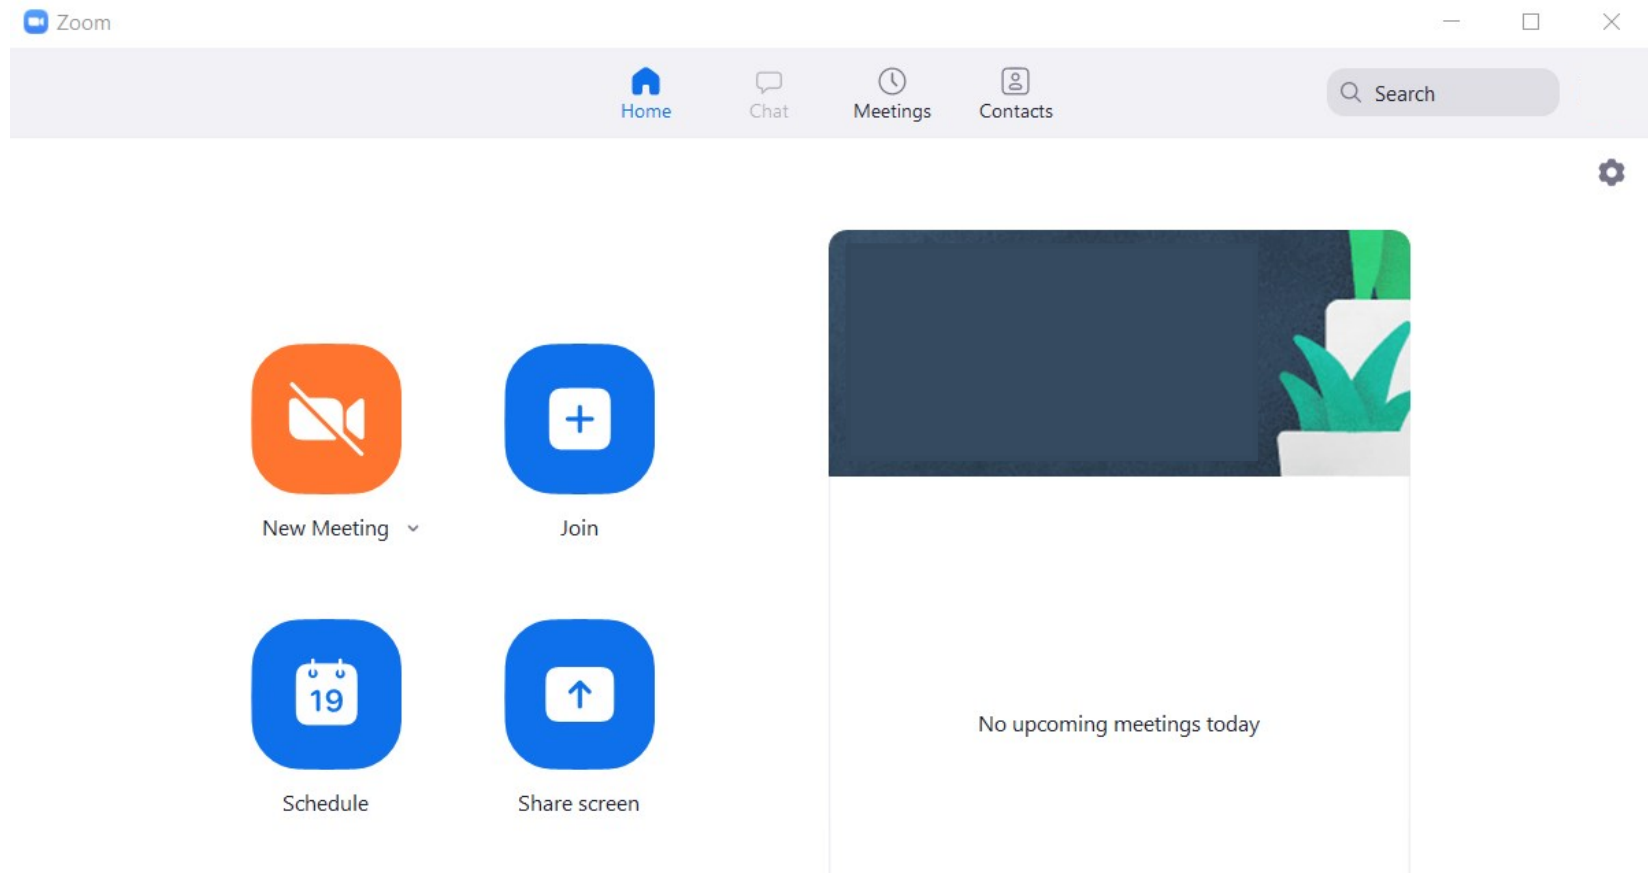 Zoom
Home
Chat
Meetings
Contacts
Search
New Meeting
Join
19
Schedule
Share screen
No upcoming meetings today